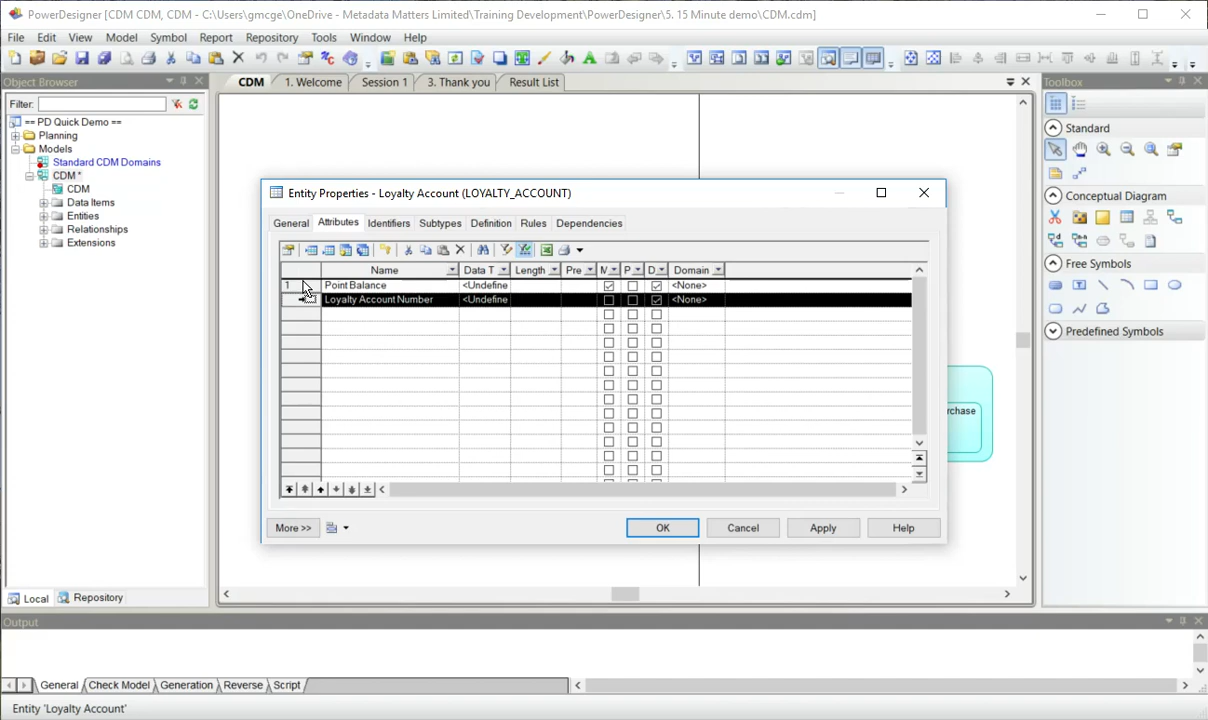 PowerDesigner [CDM CDM, CDM - C:\Users\gmcge\OneDrive - Metadata Matters Limited\Training Development\PowerDesigner\5. 15 Minute demo\CDM.cdm]
File Edit View Model Symbol Report Repository Tools Window Help
Object Browser
Filter:
== PD Quick Demo ==
Planning
Models
Standard CDM Domains
CDM *
CDM
Data Items
Entities
Relationships
Extensions
Local Repository
CDM 1. Welcome Session 1 3. Thank you Result List
Entity Properties - Loyalty Account (LOYALTY_ACCOUNT)
General Attributes Identifiers Subtypes Definition Rules Dependencies
Name Data T Length Pre M P D Domain
1 Point Balance <Undefine <None>
Loyalty Account Number <Undefine <None>
More >> OK Cancel Apply Help
rchase
Toolbox
Standard
Conceptual Diagram
Free Symbols
Predefined Symbols
Output
General Check Model Generation Reverse Script
Entity 'Loyalty Account'